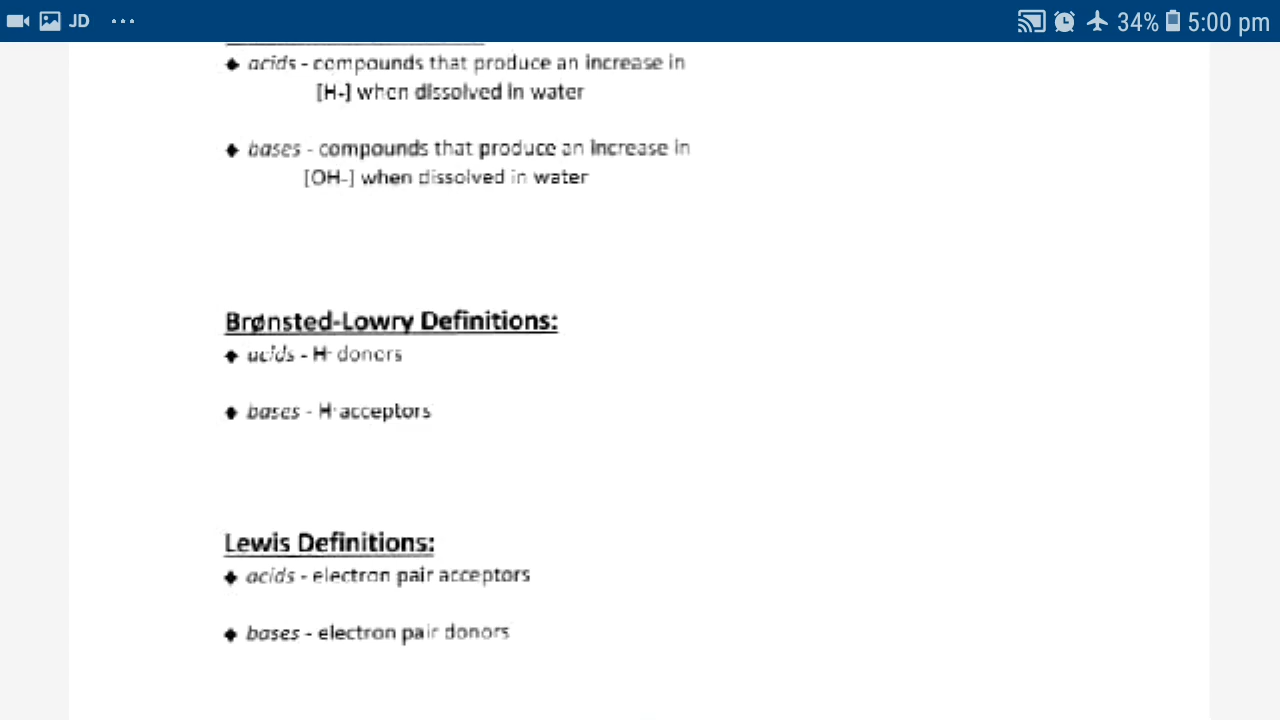 JD ... 34% 5:00 pm
◆ acids - compounds that produce an increase in
[H-] when dissolved in water
◆ bases - compounds that produce an increase in
[OH-] when dissolved in water
Brønsted-Lowry Definitions:
◆ acids - H- donors
◆ bases - H- acceptors
Lewis Definitions:
◆ acids - electron pair acceptors
◆ bases - electron pair donors